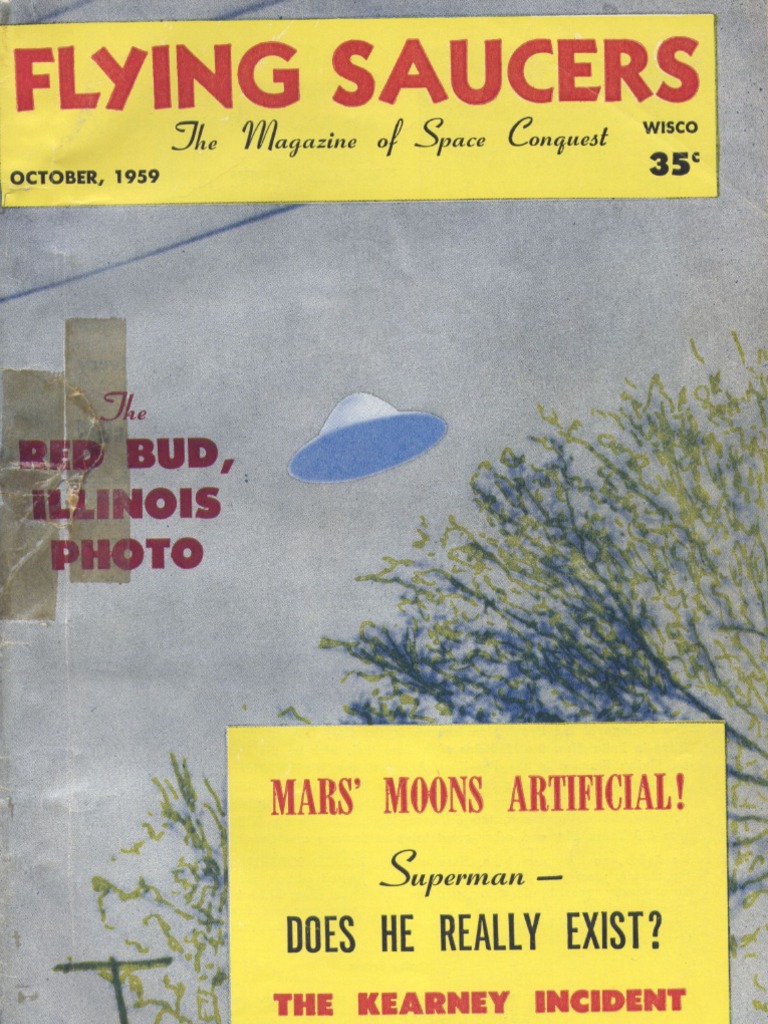 FLYING SAUCERS
The Magazine of Space Conquest
WISCO
OCTOBER, 1959
35¢
The
RED BUD,
ILLINOIS
PHOTO
MARS' MOONS ARTIFICIAL!
Superman —
DOES HE REALLY EXIST?
THE KEARNEY INCIDENT